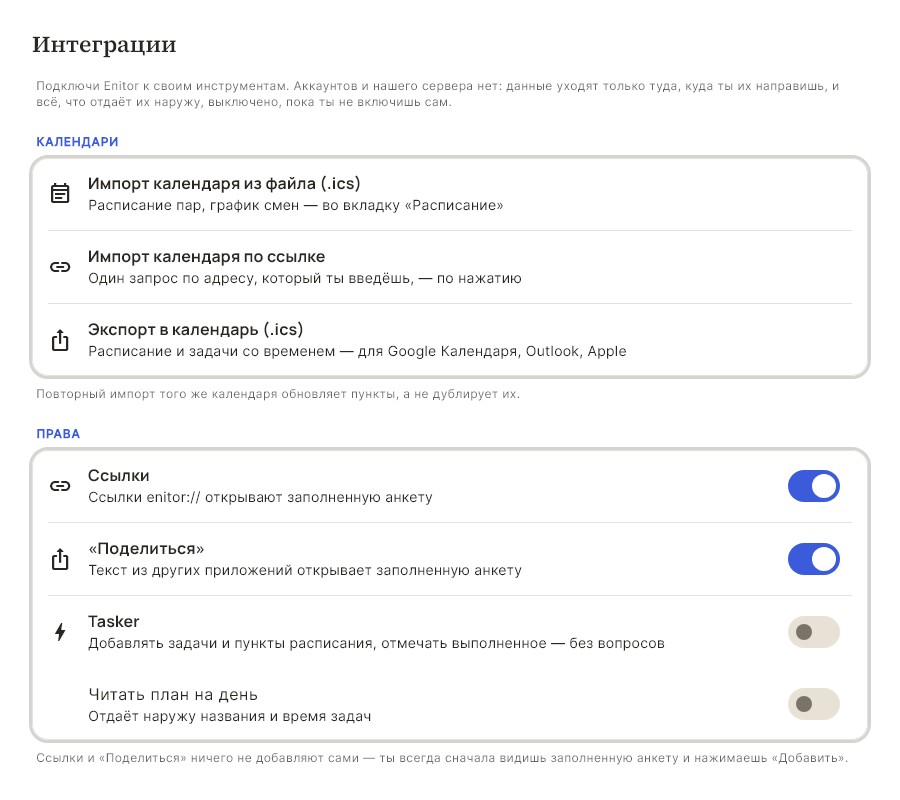 Интеграции
Подключи Enitor к своим инструментам. Аккаунтов и нашего сервера нет: данные уходят только туда, куда ты их направишь, и
всё, что отдаёт их наружу, выключено, пока ты не включишь сам.
КАЛЕНДАРИ
Импорт календаря из файла (.ics)
Расписание пар, график смен — во вкладку «Расписание»
Импорт календаря по ссылке
Один запрос по адресу, который ты введёшь, — по нажатию
Экспорт в календарь (.ics)
Расписание и задачи со временем — для Google Календаря, Outlook, Apple
Повторный импорт того же календаря обновляет пункты, а не дублирует их.
ПРАВА
Ссылки
Ссылки enitor:// открывают заполненную анкету
«Поделиться»
Текст из других приложений открывает заполненную анкету
Tasker
Добавлять задачи и пункты расписания, отмечать выполненное — без вопросов
Читать план на день
Отдаёт наружу названия и время задач
Ссылки и «Поделиться» ничего не добавляют сами — ты всегда сначала видишь заполненную анкету и нажимаешь «Добавить».